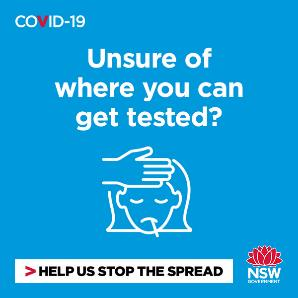 COVID-19
Unsure of
where you can
get tested?
> HELP US STOP THE SPREAD
NSW
GOVERNMENT